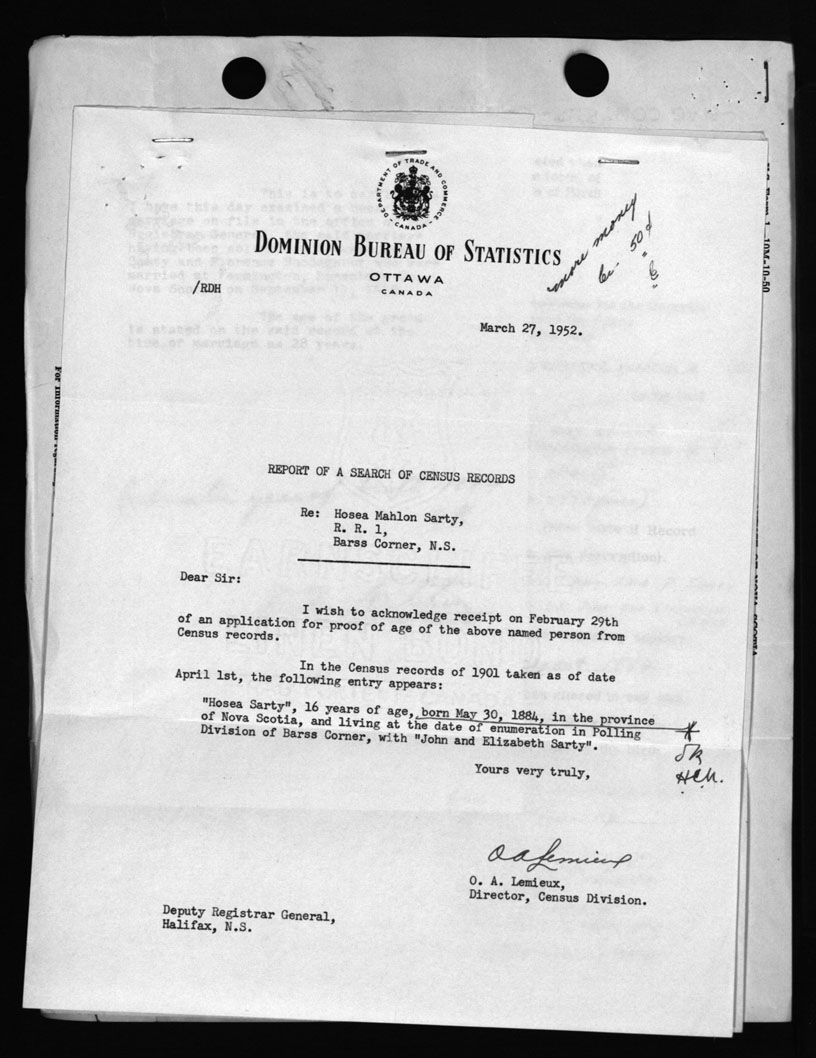 DEPARTMENT OF TRADE AND COMMERCE
CANADA
DOMINION BUREAU OF STATISTICS
OTTAWA
CANADA
more money
50¢
/RDH
March 27, 1952.
REPORT OF A SEARCH OF CENSUS RECORDS
Re: Hosea Mahlon Sarty,
R. R. 1,
Barss Corner, N.S.
Dear Sir:
I wish to acknowledge receipt on February 29th
of an application for proof of age of the above named person from
Census records.
In the Census records of 1901 taken as of date
April 1st, the following entry appears:
"Hosea Sarty", 16 years of age, born May 30, 1884, in the province
of Nova Scotia, and living at the date of enumeration in Polling
Division of Barss Corner, with "John and Elizabeth Sarty".
Yours very truly,
O A Lemieux
O. A. Lemieux,
Director, Census Division.
Deputy Registrar General,
Halifax, N.S.